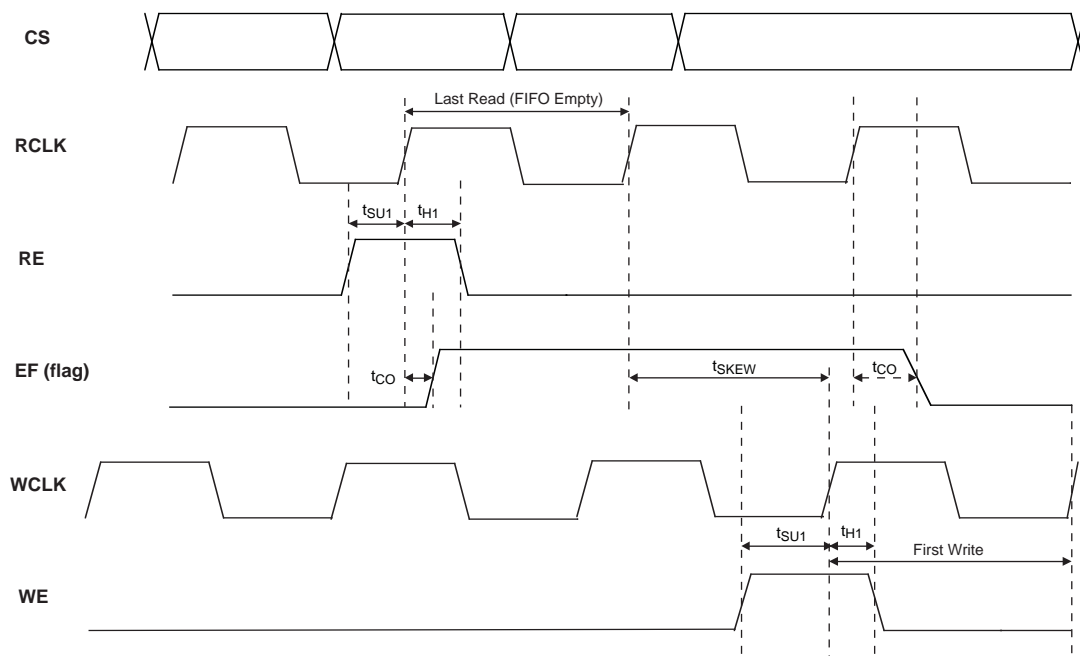 CS
Last Read (FIFO Empty)
RCLK
tSU1 tH1
RE
EF (flag)
tCO
tSKEW
tCO
WCLK
tSU1 tH1
First Write
WE